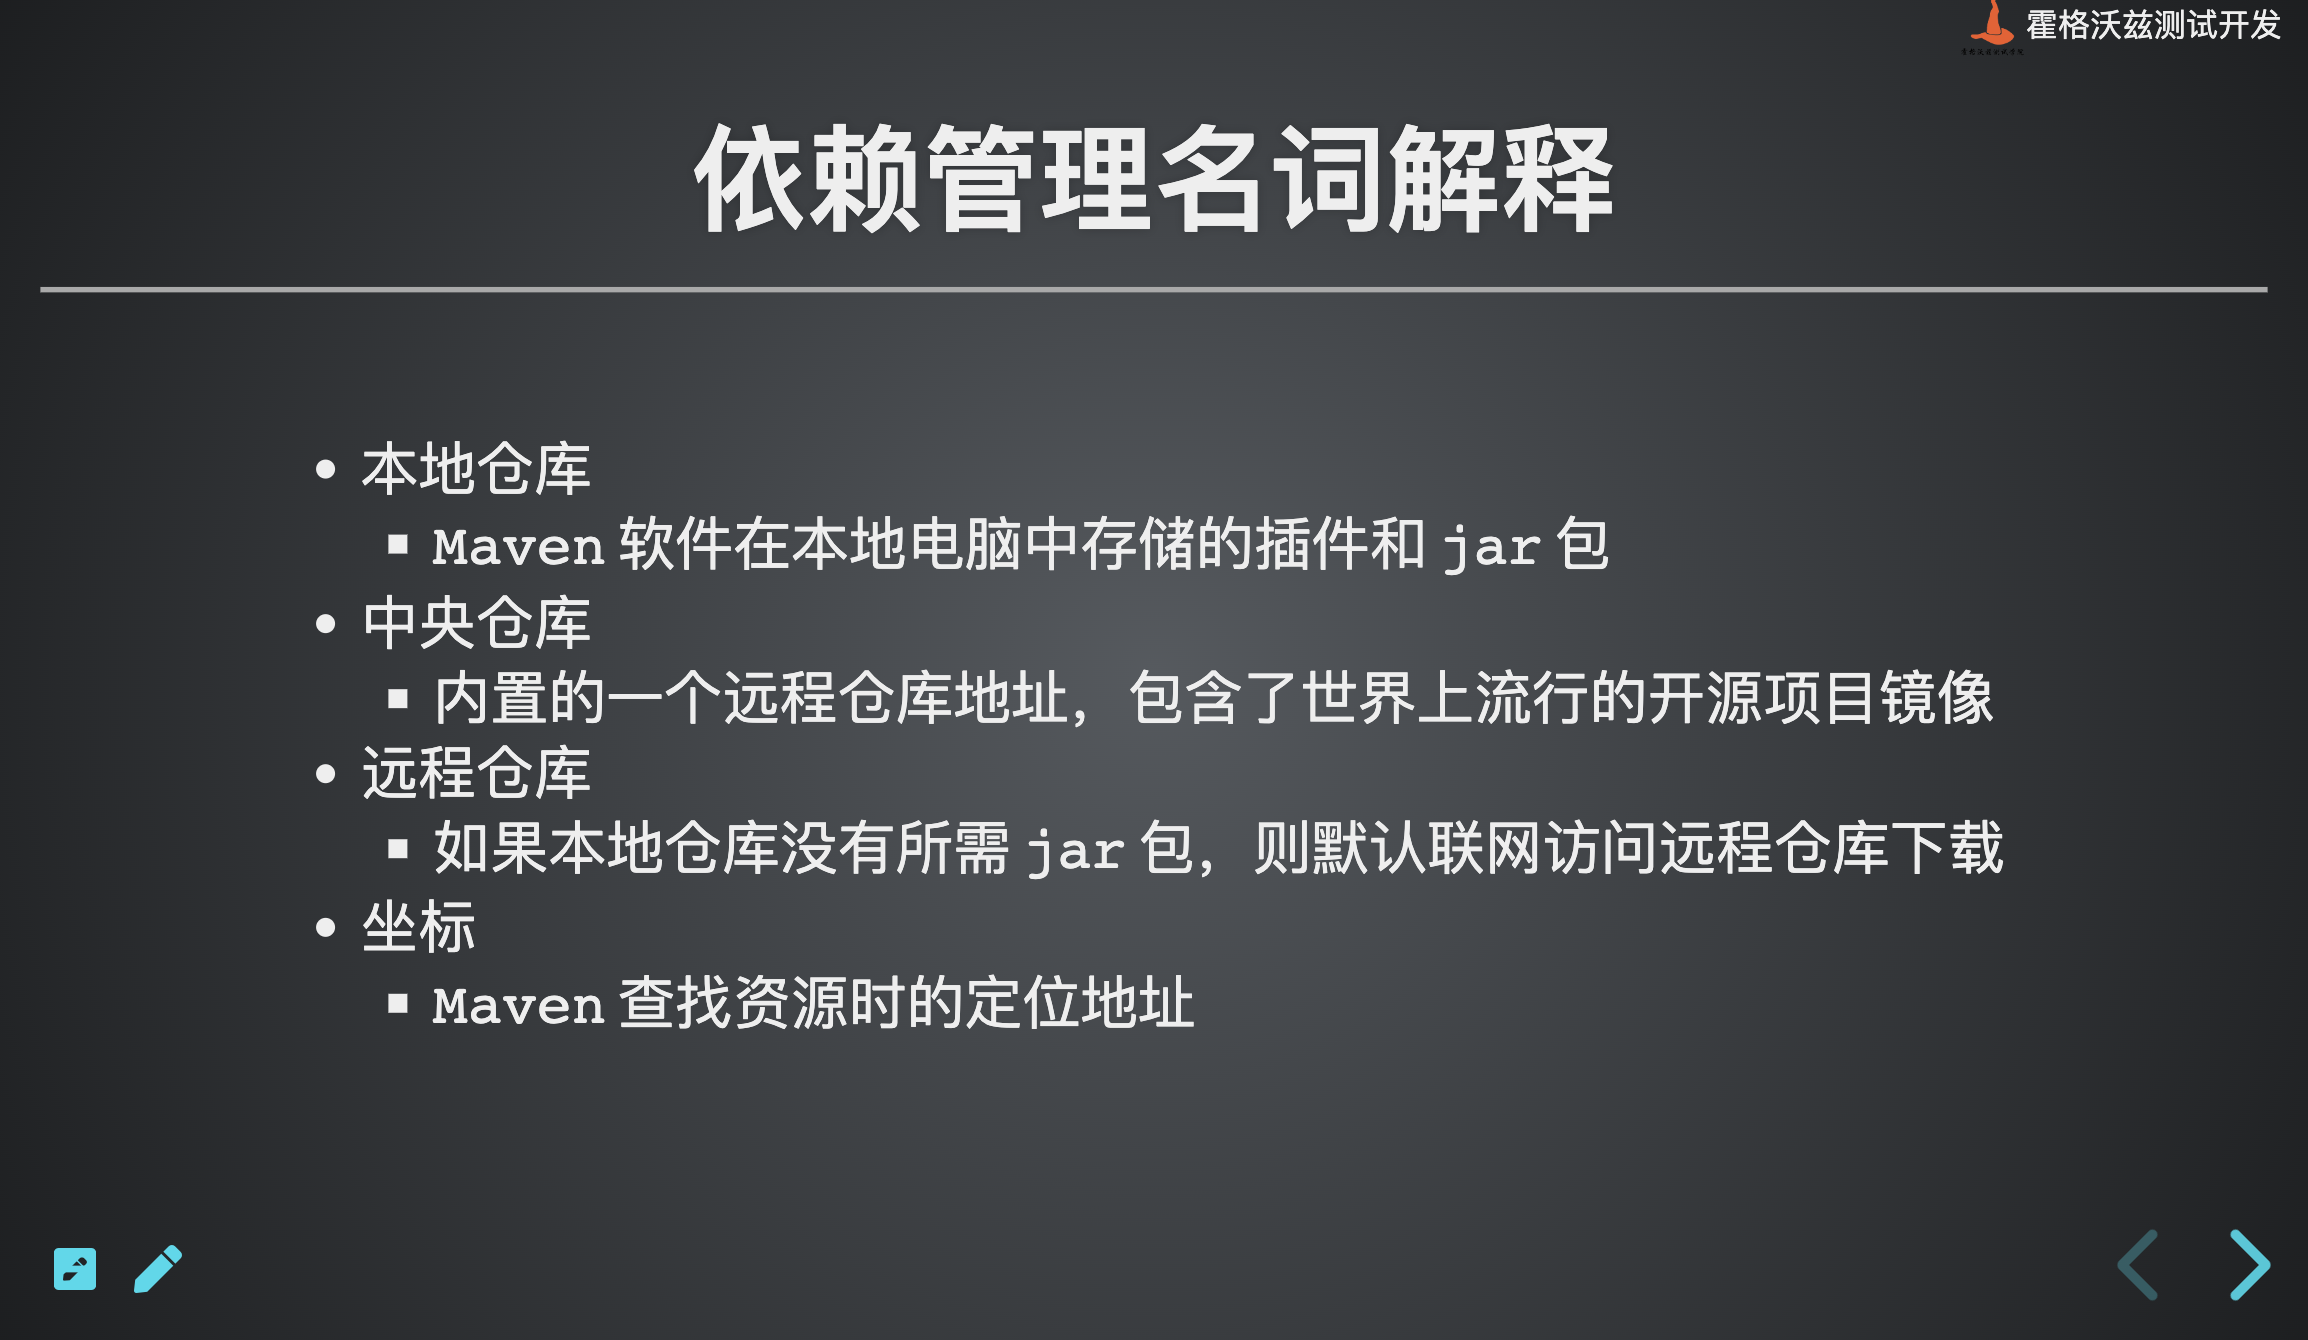 霍格沃兹测试开发
依赖管理名词解释
本地仓库
Maven 软件在本地电脑中存储的插件和 jar 包
中央仓库
内置的一个远程仓库地址，包含了世界上流行的开源项目镜像
远程仓库
如果本地仓库没有所需 jar 包，则默认联网访问远程仓库下载
坐标
Maven 查找资源时的定位地址